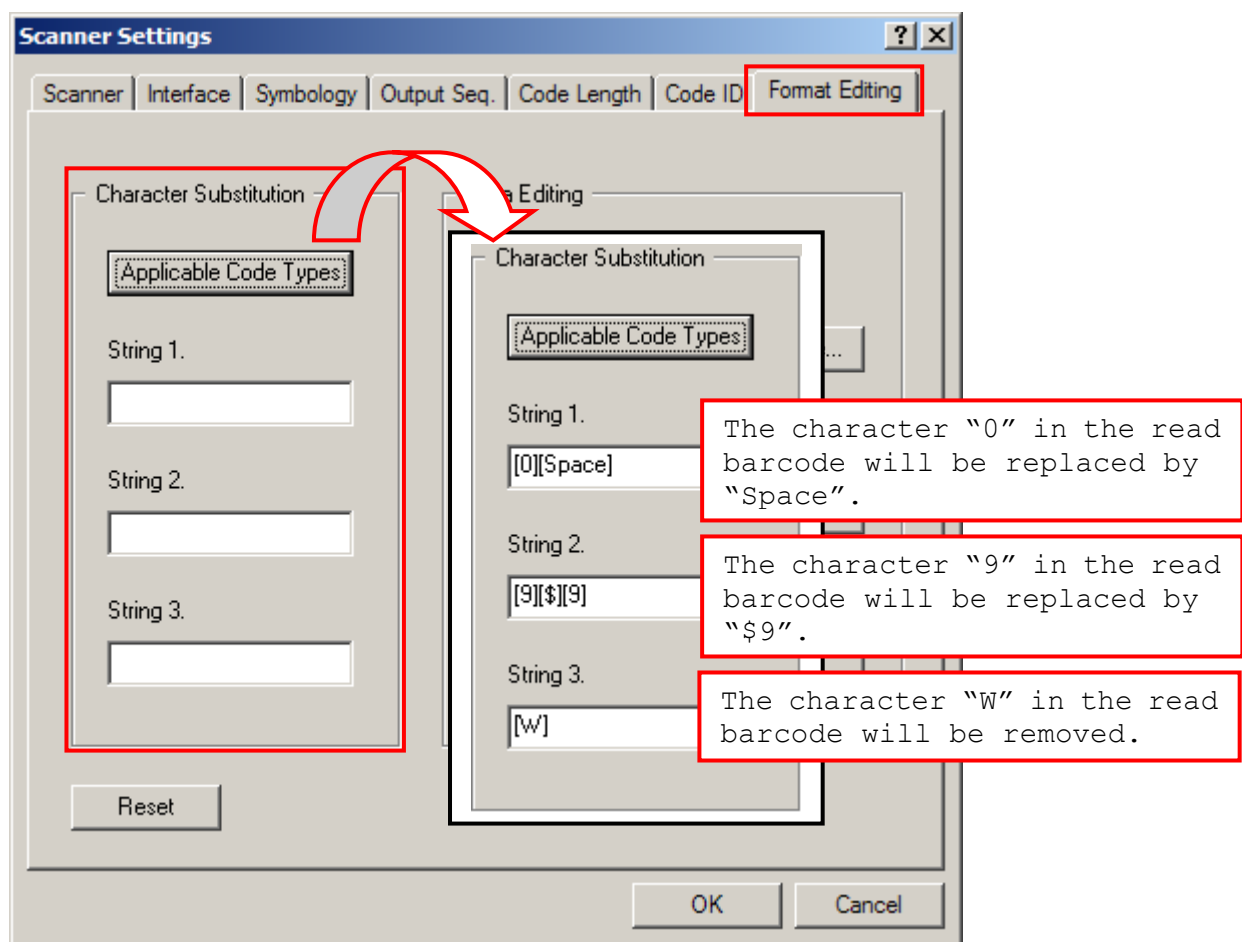 Scanner Settings
Scanner Interface Symbology Output Seq. Code Length Code ID Format Editing
Character Substitution
Applicable Code Types
String 1.
String 2.
String 3.
Reset
a Editing
Character Substitution
Applicable Code Types
...
String 1.
[0][Space]
String 2.
[9][$][9]
String 3.
[W]
The character “0” in the read
barcode will be replaced by
“Space”.
The character “9” in the read
barcode will be replaced by
“$9”.
The character “W” in the read
barcode will be removed.
OK Cancel